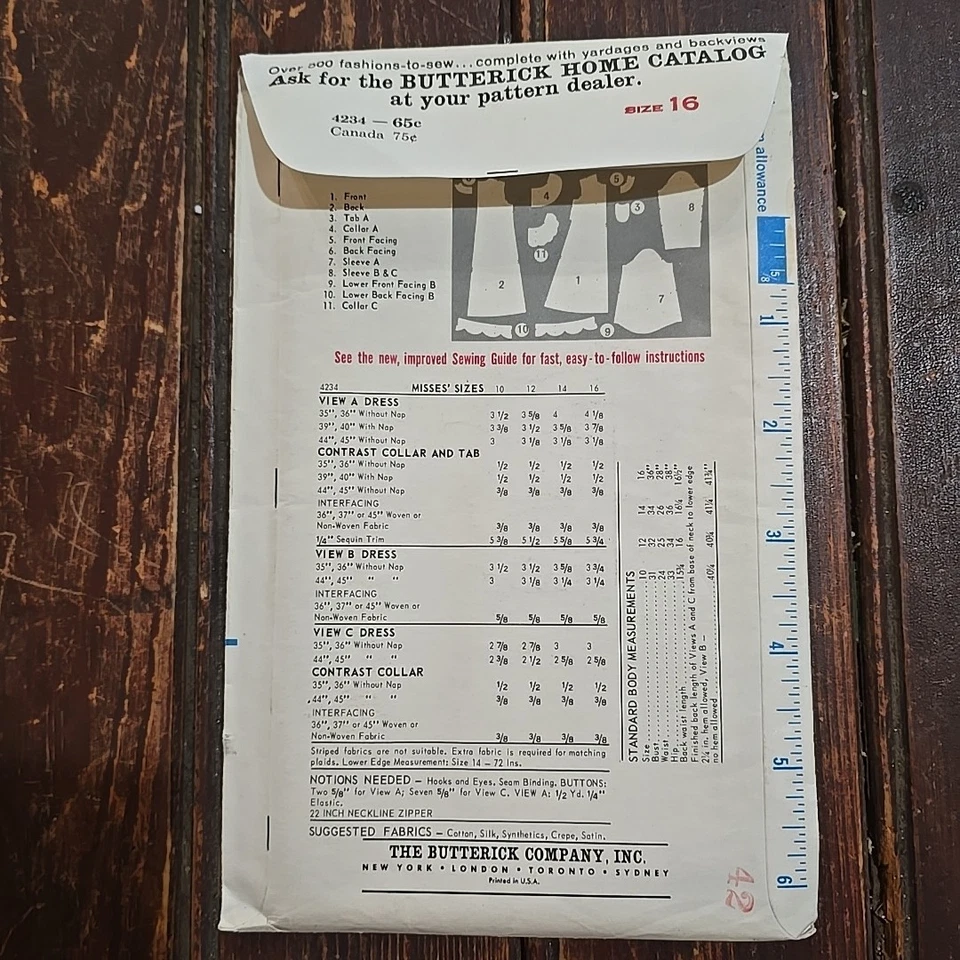 Over 500 fashions-to-sew...complete with yardages and backviews
Ask for the BUTTERICK HOME CATALOG
at your pattern dealer.
SIZE 16
4234 — 65c
Canada 75¢
allowance
1. Front
2. Back
3. Tab A
4. Collar A
5. Front Facing
6. Back Facing
7. Sleeve A
8. Sleeve B & C
9. Lower Front Facing B
10. Lower Back Facing B
11. Collar C
4
5
3
8
11
2
1
7
10
9
5/8
1
2
3
4
5
6
See the new, improved Sewing Guide for fast, easy-to-follow instructions
4234 MISSES' SIZES 10 12 14 16
VIEW A DRESS
35", 36" Without Nap 3 1/2 3 5/8 4 4 1/8
39", 40" With Nap 3 3/8 3 1/2 3 5/8 3 7/8
44", 45" Without Nap 3 3 1/8 3 1/8 3 1/8
CONTRAST COLLAR AND TAB
35", 36" Without Nap 1/2 1/2 1/2 1/2
39", 40" With Nap 1/2 1/2 1/2 1/2
44", 45" Without Nap 3/8 3/8 3/8 3/8
INTERFACING
36", 37" or 45" Woven or
Non-Woven Fabric 3/8 3/8 3/8 3/8
1/4" Sequin Trim 5 3/8 5 1/2 5 5/8 5 3/4
VIEW B DRESS
35", 36" Without Nap 3 1/2 3 1/2 3 5/8 3 3/4
44", 45" " " 3 3 1/8 3 1/4 3 1/4
INTERFACING
36", 37" or 45" Woven or
Non-Woven Fabric 5/8 5/8 5/8 5/8
VIEW C DRESS
35", 36" Without Nap 2 7/8 2 7/8 3 3
44", 45" " " 2 3/8 2 1/2 2 5/8 2 5/8
CONTRAST COLLAR
35", 36" Without Nap 1/2 1/2 1/2 1/2
44", 45" " " 3/8 3/8 3/8 3/8
INTERFACING
36", 37" or 45" Woven or
Non-Woven Fabric 3/8 3/8 3/8 3/8
Striped fabrics are not suitable. Extra fabric is required for matching
plaids. Lower Edge Measurement: Size 14 – 72 Ins.
NOTIONS NEEDED – Hooks and Eyes. Seam Binding. BUTTONS:
Two 5/8" for View A; Seven 5/8" for View C. VIEW A: 1/2 Yd. 1/4"
Elastic.
22 INCH NECKLINE ZIPPER
SUGGESTED FABRICS – Cotton, Silk, Synthetics, Crepe, Satin.
THE BUTTERICK COMPANY, INC.
NEW YORK • LONDON • TORONTO • SYDNEY
Printed in U.S.A.
STANDARD BODY MEASUREMENTS
Size 10 12 14 16
Bust 31 32 34 36"
Waist 24 25 26 28"
Hip 33 34 36 38"
Back waist length 15¾ 16 16¼ 16½"
Finished back length of Views A and C from base of neck to lower edge
2¼ in. hem allowed, View B –
no hem allowed 40¼ 40¾ 41¼ 41¾"
42